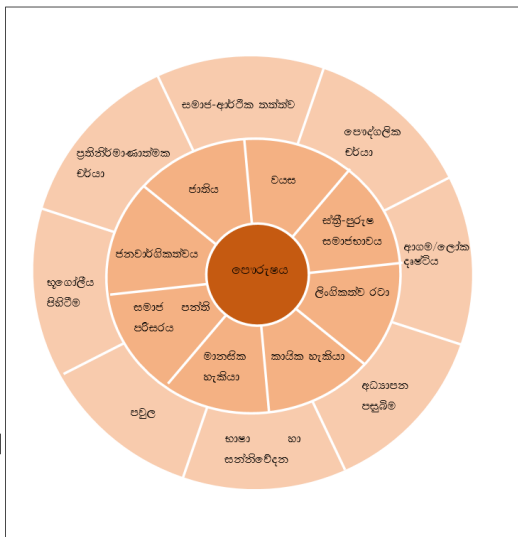 සමාජ-ආර්ථික තත්ත්ව
පෞද්ගලික
චර්යා
ප්‍රතිනිර්මාණාත්මක
චර්යා
වයස
ජාතිය
ස්ත්‍රී-පුරුෂ
සමාජභාවය
ආගම/ලෝක
දෘෂ්ටිය
ජනවාර්ගිකත්වය
පෞරුෂය
භූගෝලීය
පිහිටීම
ලිංගිකත්ව රටා
සමාජ පන්ති
පරිසරය
මානසික
හැකියා
කායික හැකියා
අධ්‍යාපන
පසුබිම
පවුල
භාෂා හා
සන්නිවේදන